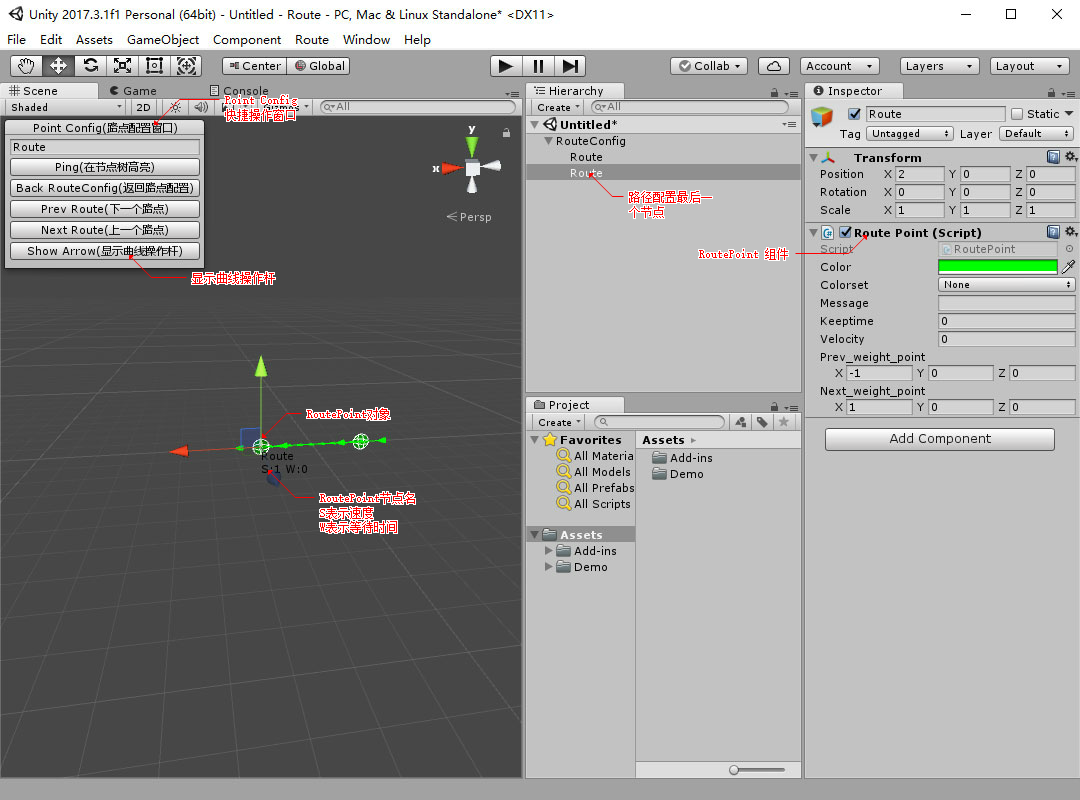 Unity 2017.3.1f1 Personal (64bit) - Untitled - Route - PC, Mac & Linux Standalone* <DX11>
File Edit Assets GameObject Component Route Window Help
Center Global Collab Account Layers Layout
Scene Game Console
Shaded 2D Gizmos All
Point Config
快捷操作窗口
Point Config(路点配置窗口)
Route
Ping(在节点树高亮)
Back RouteConfig(返回路点配置)
Prev Route(下一个路点)
Next Route(上一个路点)
Show Arrow(显示曲线操作杆)
显示曲线操作杆
y
x
Persp
RoutePoint对象
Route
S:1 W:0
RoutePoint节点名
S表示速度
W表示等待时间
Hierarchy
Create All
Untitled*
RouteConfig
Route
Route
路径配置最后一
个节点
RoutePoint 组件
Project
Create
Favorites
All Materia
All Models
All Prefabs
All Scripts
Assets
Add-ins
Demo
Assets
Add-ins
Demo
Inspector
Route Static
Tag Untagged Layer Default
Transform
Position X 2 Y 0 Z 0
Rotation X 0 Y 0 Z 0
Scale X 1 Y 1 Z 1
Route Point (Script)
Script RoutePoint
Color
Colorset None
Message
Keeptime 0
Velocity 0
Prev_weight_point
X -1 Y 0 Z 0
Next_weight_point
X 1 Y 0 Z 0
Add Component